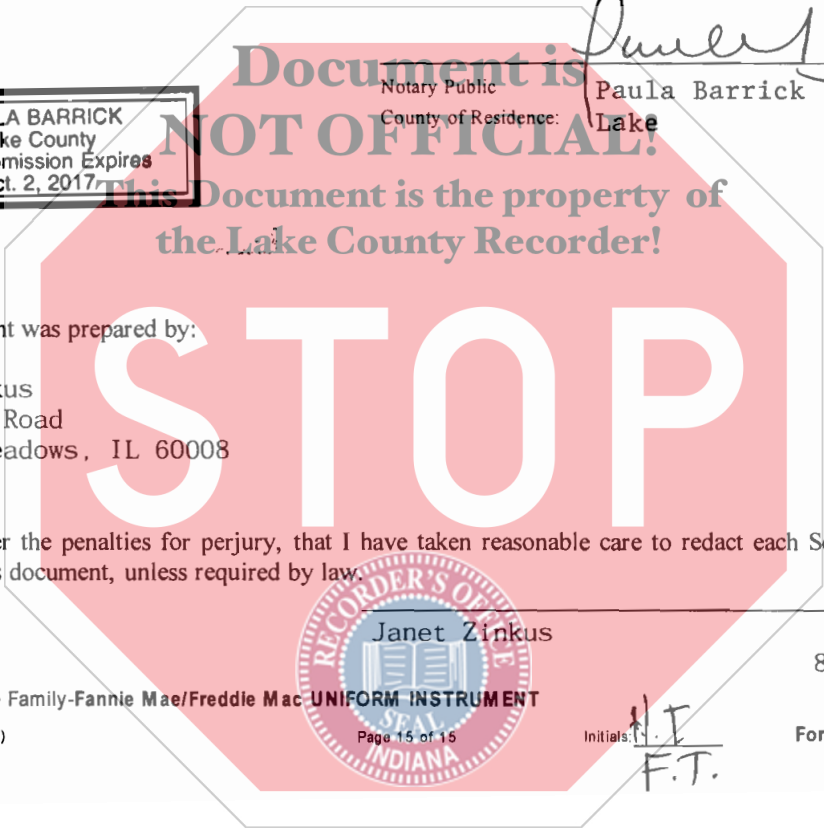 Document is
Notary Public Paula Barrick
County of Residence: Lake
NOT OFFICIAL!
LA BARRICK
ke County
mission Expires
ct. 2, 2017
This Document is the property of
the Lake County Recorder!
nt was prepared by:
STOP
kus
Road
eadows, IL 60008
er the penalties for perjury, that I have taken reasonable care to redact each So
s document, unless required by law.
RECORDER'S OFFICE
SEAL
INDIANA
Janet Zinkus
8
Family-Fannie Mae/Freddie Mac UNIFORM INSTRUMENT
)
Page 15 of 15
Initials: N.I
F.T.
For